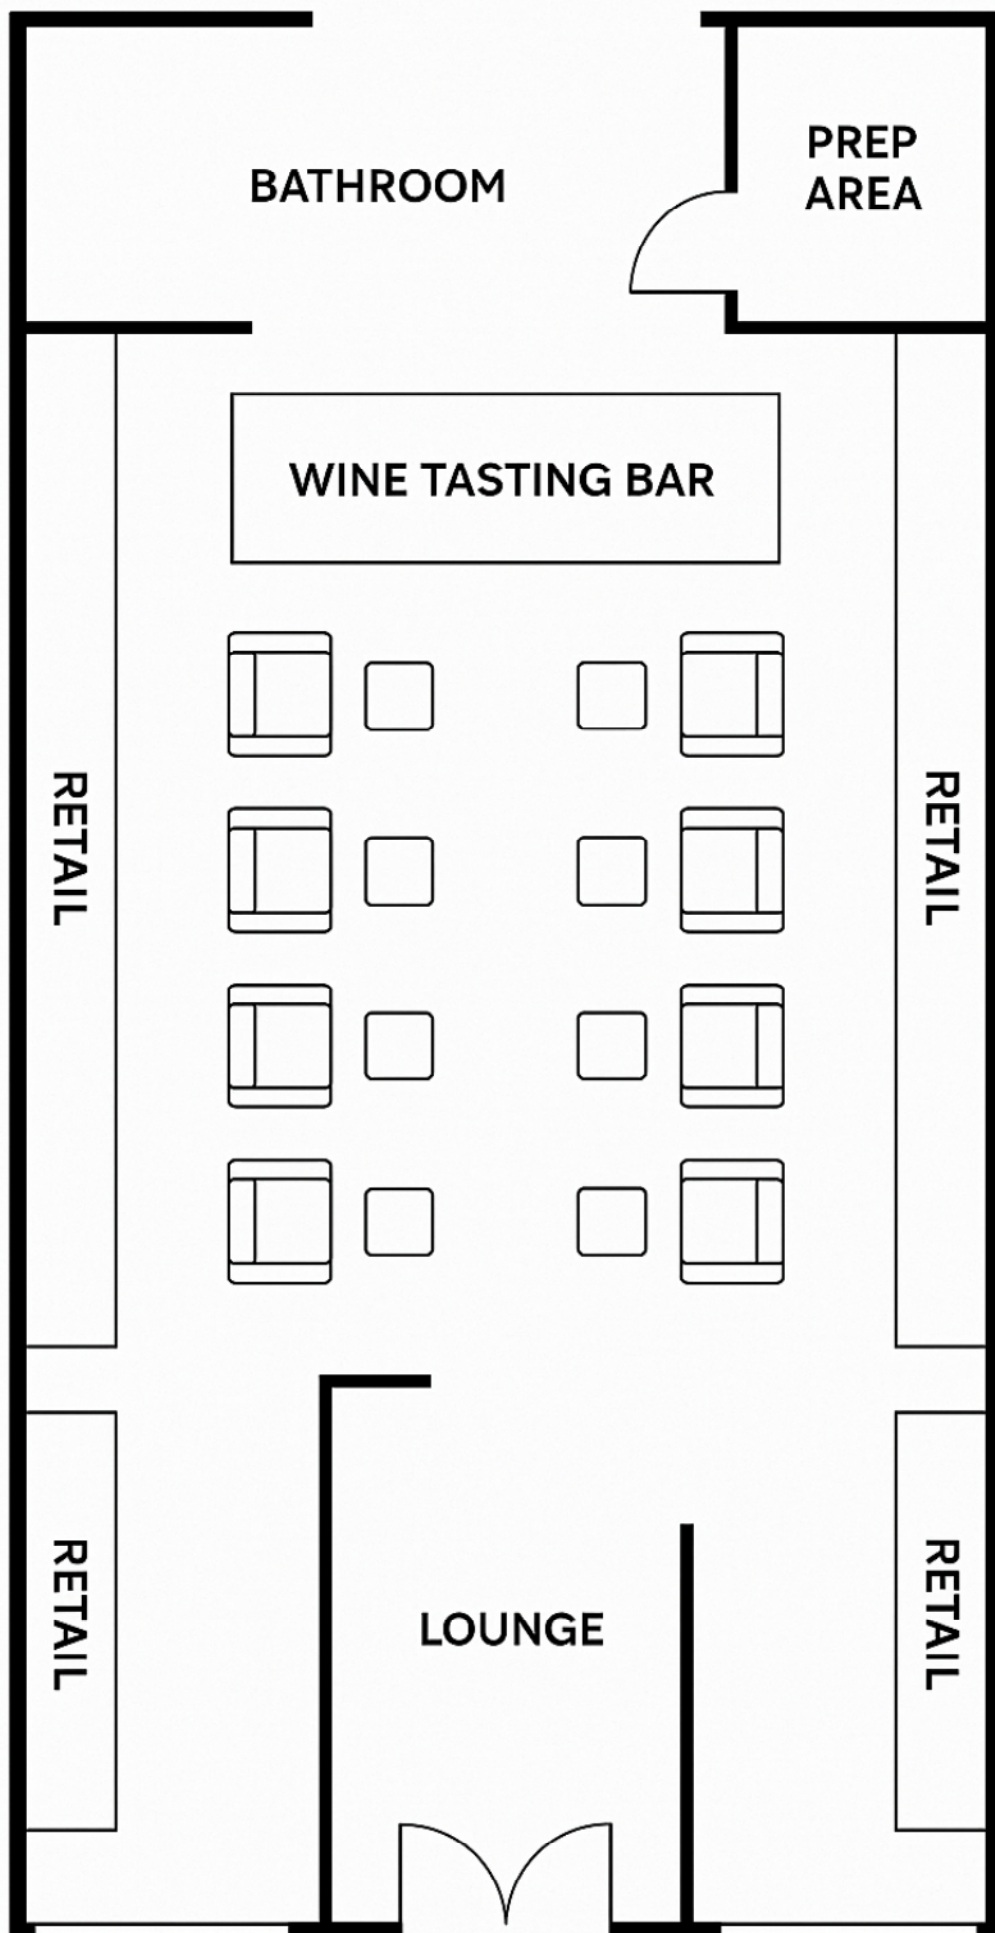 BATHROOM
PREP
AREA
WINE TASTING BAR
RETAIL
RETAIL
RETAIL
LOUNGE
RETAIL